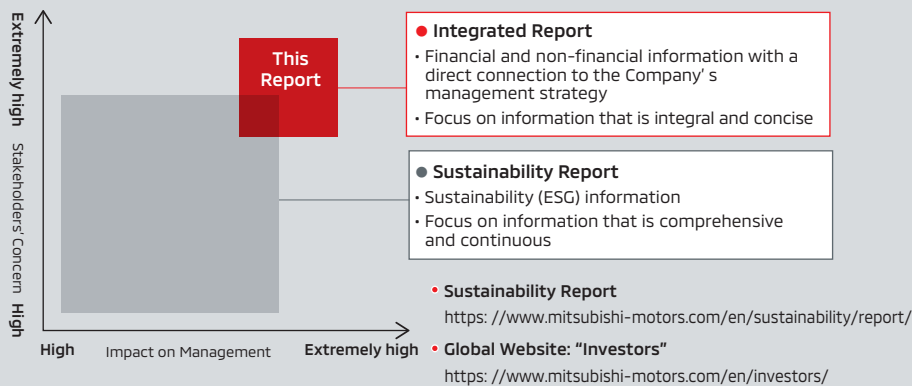 Extremely high
Stakeholders' Concern
High
This
Report
● Integrated Report
・Financial and non-financial information with a
direct connection to the Company' s
management strategy
・Focus on information that is integral and concise
● Sustainability Report
・Sustainability (ESG) information
・Focus on information that is comprehensive
and continuous
High
Impact on Management
Extremely high
• Sustainability Report
https: //www.mitsubishi-motors.com/en/sustainability/report/
• Global Website: “Investors”
https: //www.mitsubishi-motors.com/en/investors/